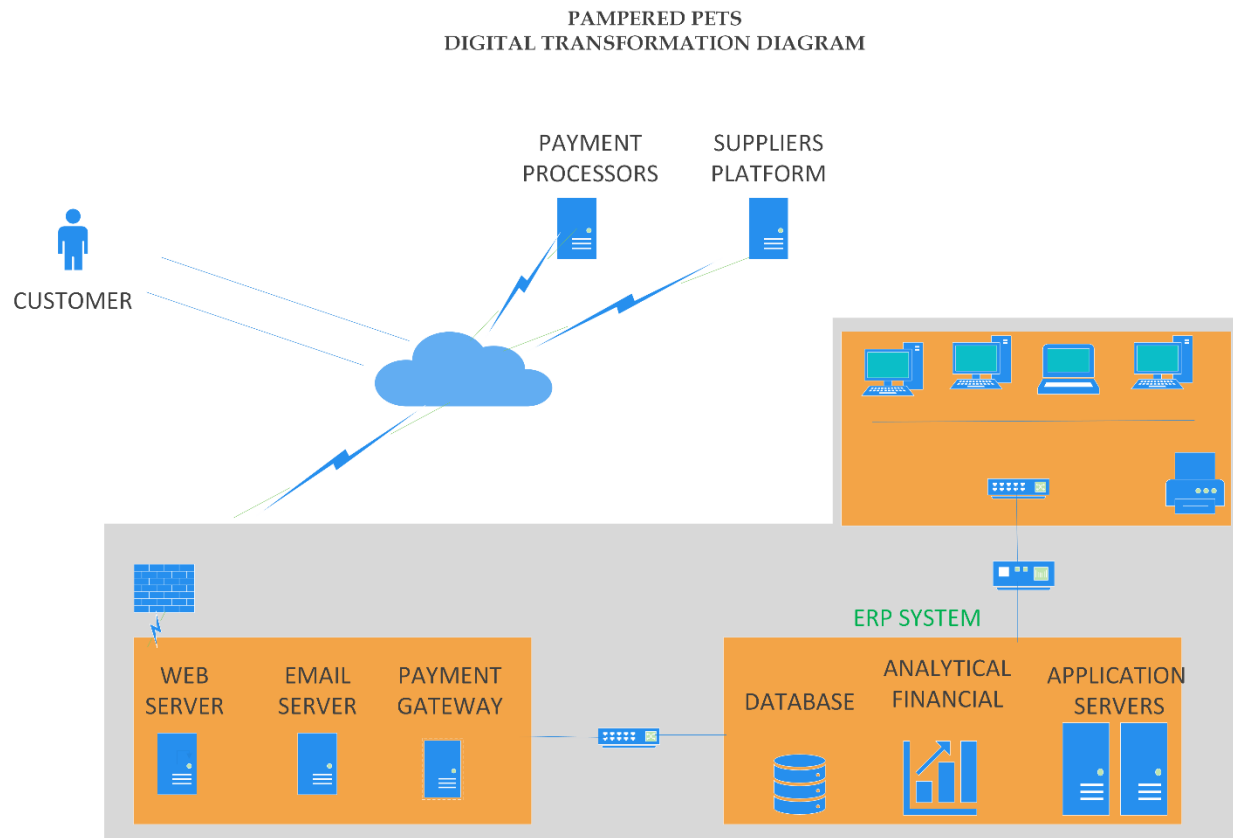 PAMPERED PETS
DIGITAL TRANSFORMATION DIAGRAM
PAYMENT
PROCESSORS
SUPPLIERS
PLATFORM
CUSTOMER
ERP SYSTEM
WEB
SERVER
EMAIL
SERVER
PAYMENT
GATEWAY
DATABASE
ANALYTICAL
FINANCIAL
APPLICATION
SERVERS